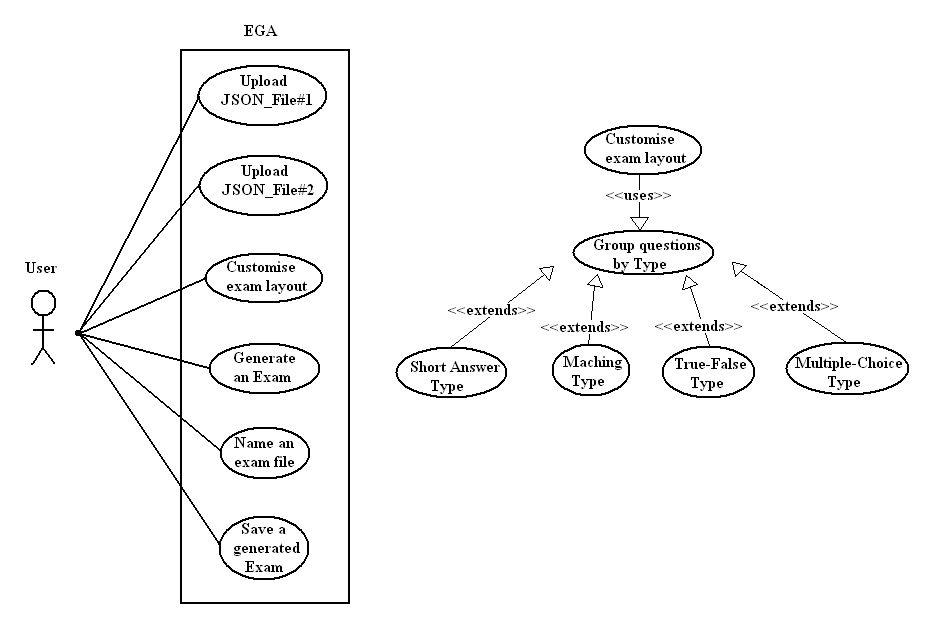 EGA
Upload
JSON_File#1
Upload
JSON_File#2
User
Customise
exam layout
Generate
an Exam
Name an
exam file
Save a
generated
Exam
Customise
exam layout
<<uses>>
Group questions
by Type
<<extends>>
<<extends>>
<<extends>>
<<extends>>
Short Answer
Type
Maching
Type
True-False
Type
Multiple-Choice
Type